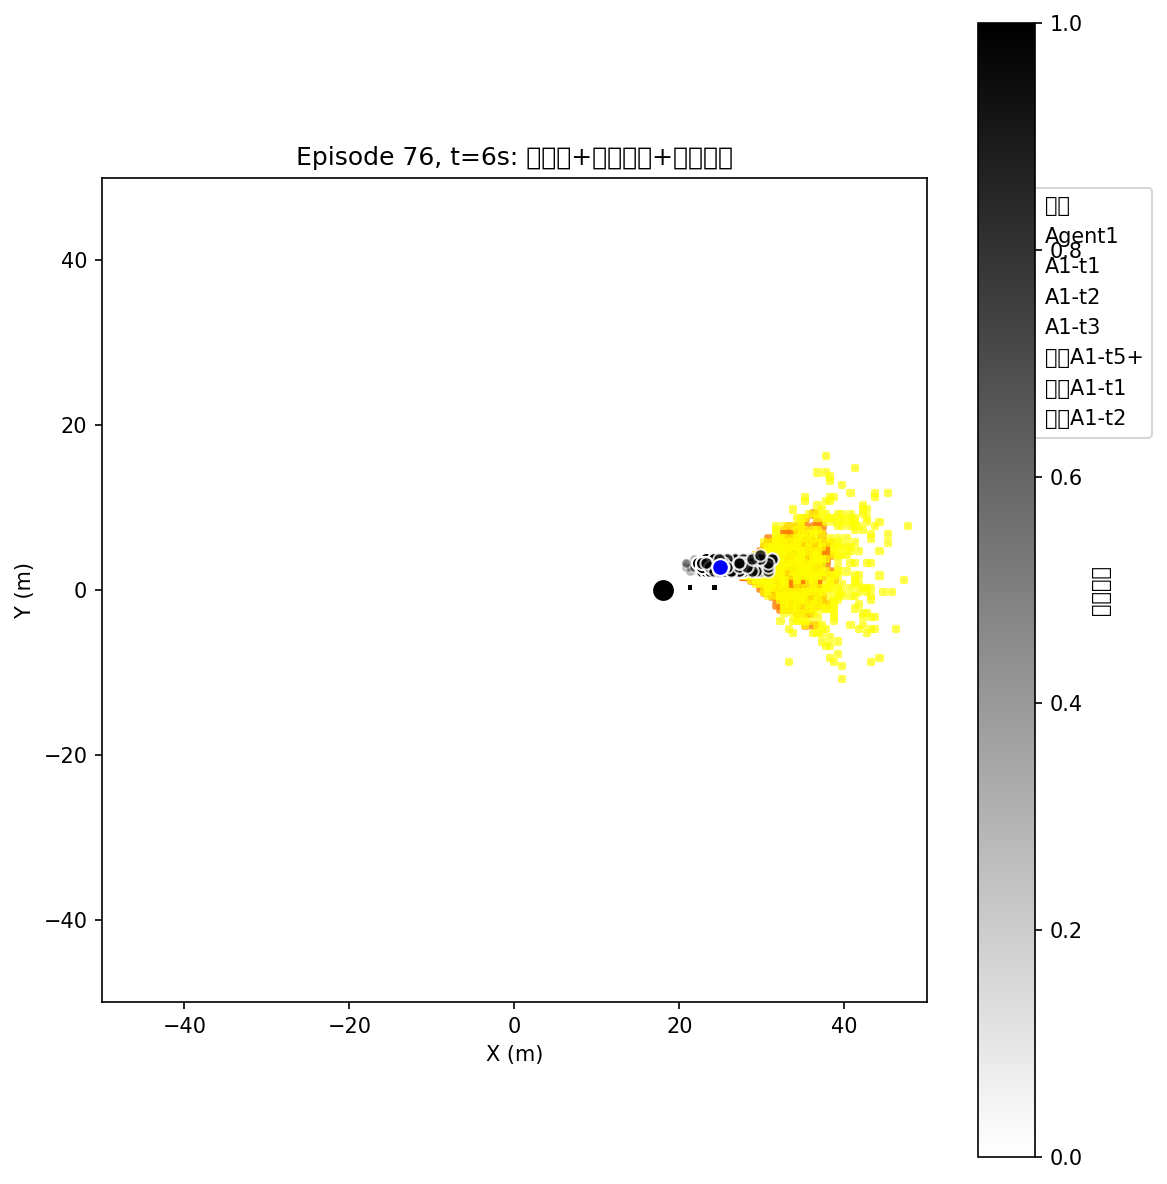 Episode 76, t=6s: □□□+□□□□+□□□□
40
20
0
−20
−40
Y (m)
−40
−20
0
20
40
X (m)
1.0
0.8
0.6
0.4
0.2
0.0
□□□□
□□
Agent1
A1-t1
A1-t2
A1-t3
□□A1-t5+
□□A1-t1
□□A1-t2